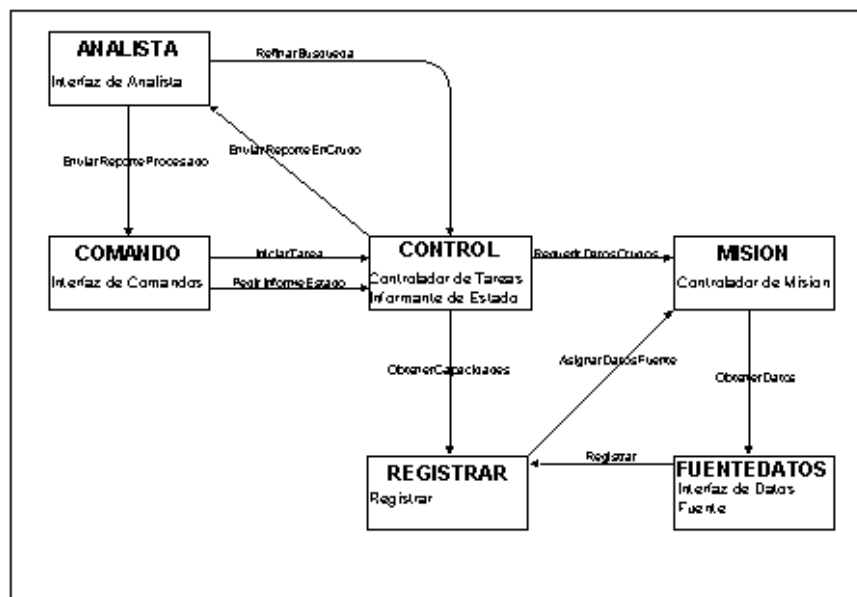 ANALISTA
Interfaz de Analista
RefinarBusqueda
EnviarReporteProcesado
EnviarReporteEnCrudo
COMANDO
Interfaz de Comandos
IniciarTarea
PedirInformeEstado
CONTROL
Controlador de Tareas
Informante de Estado
RequerirDatosCrudos
MISION
Controlador de Mision
ObtenerCapacidades
AsignarDatosFuente
ObtenerDatos
REGISTRAR
Registrar
Registrar
FUENTEDATOS
Interfaz de Datos
Fuente